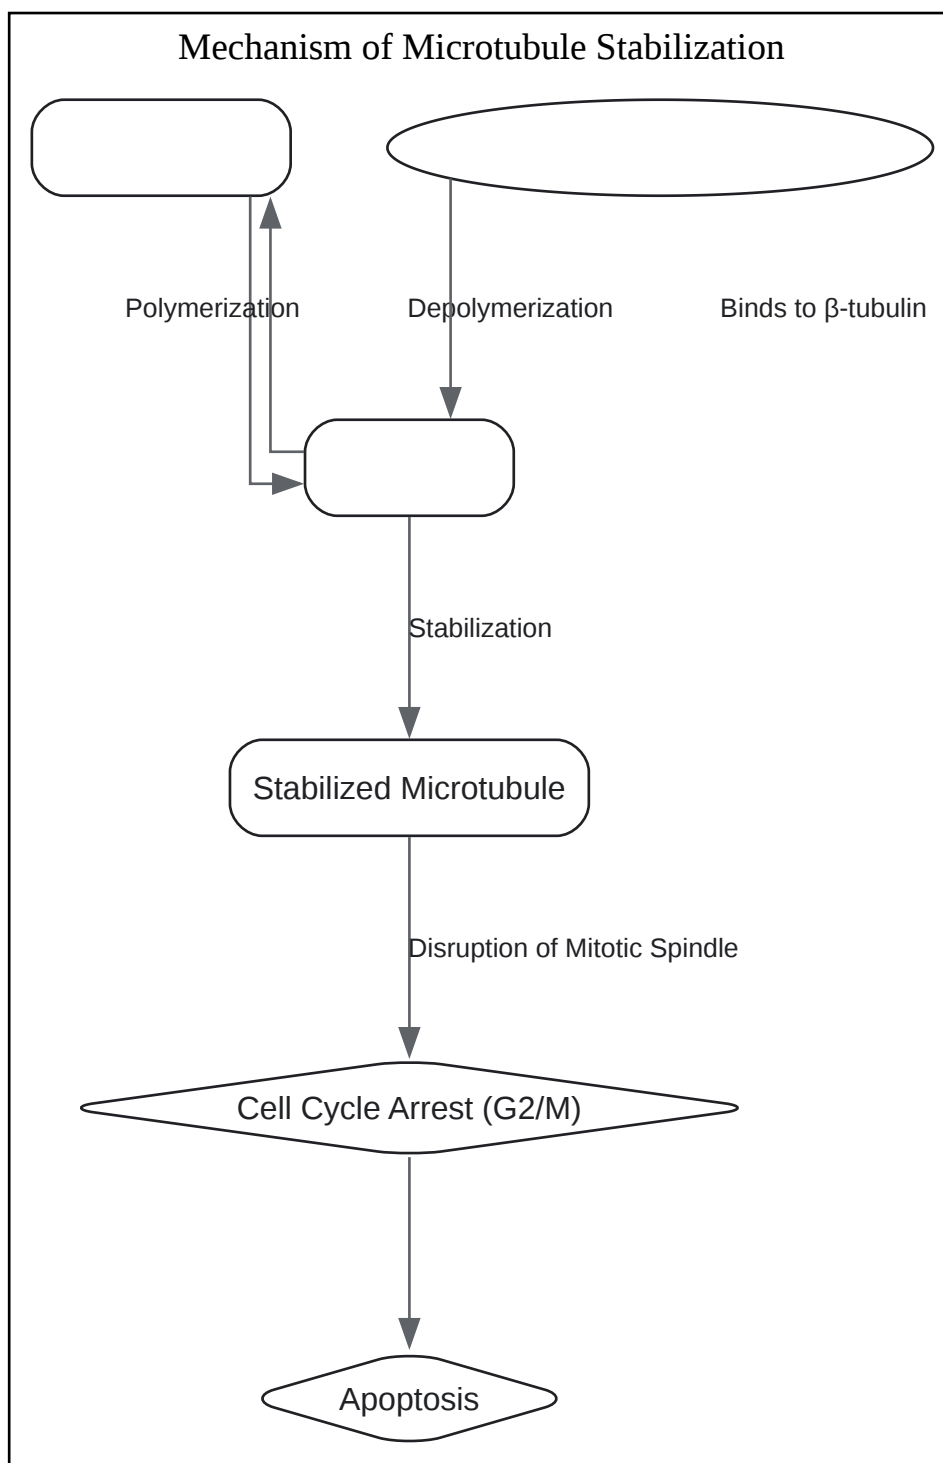 Mechanism of Microtubule Stabilization
Polymerization
Depolymerization
Binds to β-tubulin
Stabilization
Stabilized Microtubule
Disruption of Mitotic Spindle
Cell Cycle Arrest (G2/M)
Apoptosis